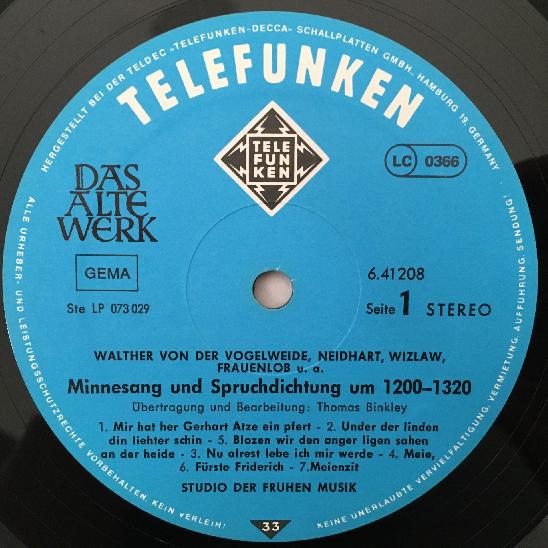 HERGESTELLT BEI DER TELDEC »TELEFUNKEN-DECCA« SCHALLPLATTEN GMBH., HAMBURG 19, GERMANY ·
TELEFUNKEN
TELE
FUN
KEN
LC 0366
DAS
ALTE
WERK
GEMA
Ste LP 073 029
6.41208
Seite 1 STEREO
WALTHER VON DER VOGELWEIDE, NEIDHART, WIZLAW,
FRAUENLOB u. a.
Minnesang und Spruchdichtung um 1200–1320
Übertragung und Bearbeitung: Thomas Binkley
1. Mir hat her Gerhart Atze ein pfert - 2. Under der linden
din liehter schin - 5. Blozen wir den anger ligen sahen
an der heide - 3. Nu alrest lebe ich mir werde - 4. Meie,
6. Fürste Friderich - 7.Meienzit
STUDIO DER FRUHEN MUSIK
33
ALLE URHEBER- UND LEISTUNGSSCHUTZRECHTE VORBEHALTEN. KEIN VERLEIH!
KEINE UNERLAUBTE VERVIELFÄLTIGUNG, VERMIETUNG, AUFFÜHRUNG, SENDUNG!